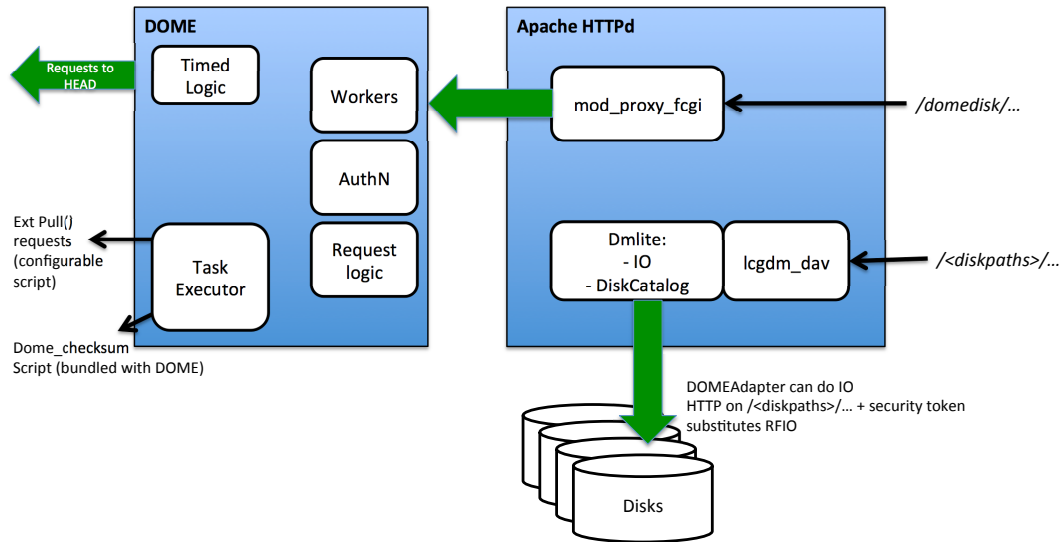 DOME
Requests to
HEAD
Timed
Logic
Workers
AuthN
Request
logic
Task
Executor
Ext Pull()
requests
(configurable
script)
Dome_checksum
Script (bundled with DOME)
Apache HTTPd
mod_proxy_fcgi
/domedisk/…
Dmlite:
- IO
- DiskCatalog
lcgdm_dav
/<diskpaths>/…
DOMEAdapter can do IO
HTTP on /<diskpaths>/… + security token
substitutes RFIO
Disks